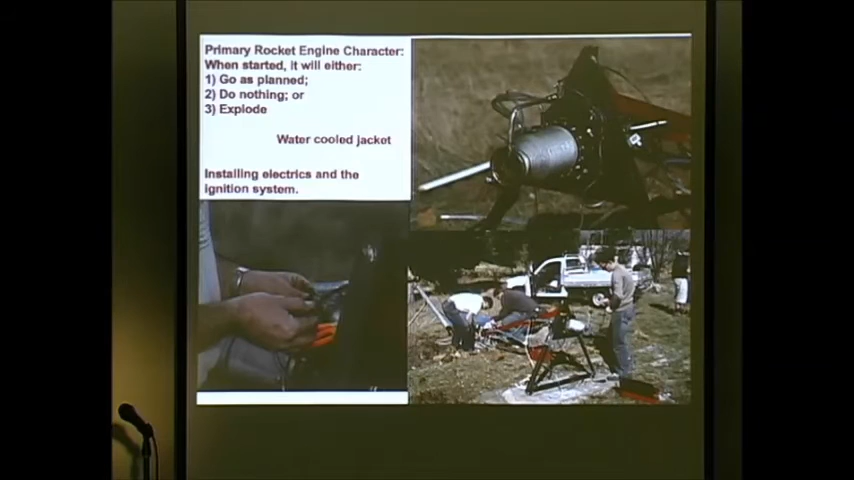 Primary Rocket Engine Character:
When started, it will either:
1) Go as planned;
2) Do nothing; or
3) Explode
Water cooled jacket
Installing electrics and the
ignition system.